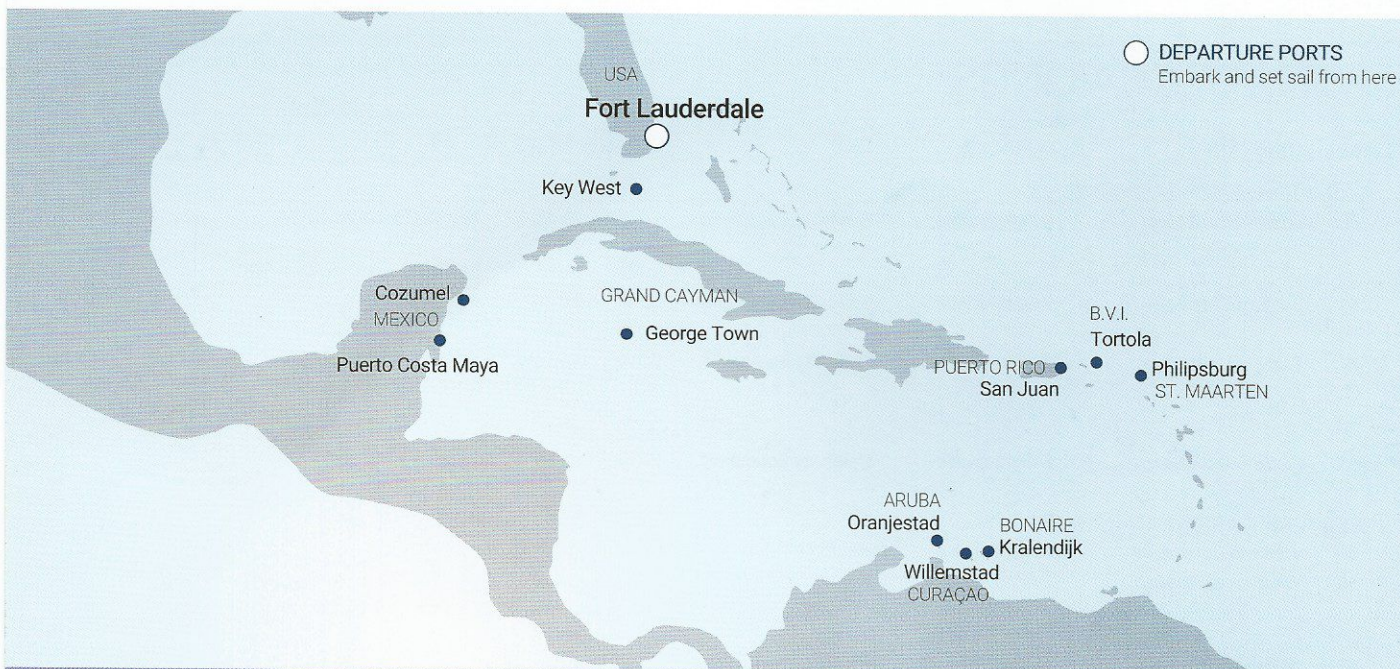 DEPARTURE PORTS
Embark and set sail from here
USA
Fort Lauderdale
Key West
Cozumel
MEXICO
Puerto Costa Maya
GRAND CAYMAN
George Town
B.V.I.
Tortola
PUERTO RICO
San Juan
Philipsburg
ST. MAARTEN
ARUBA
Oranjestad
BONAIRE
Kralendijk
Willemstad
CURAÇAO